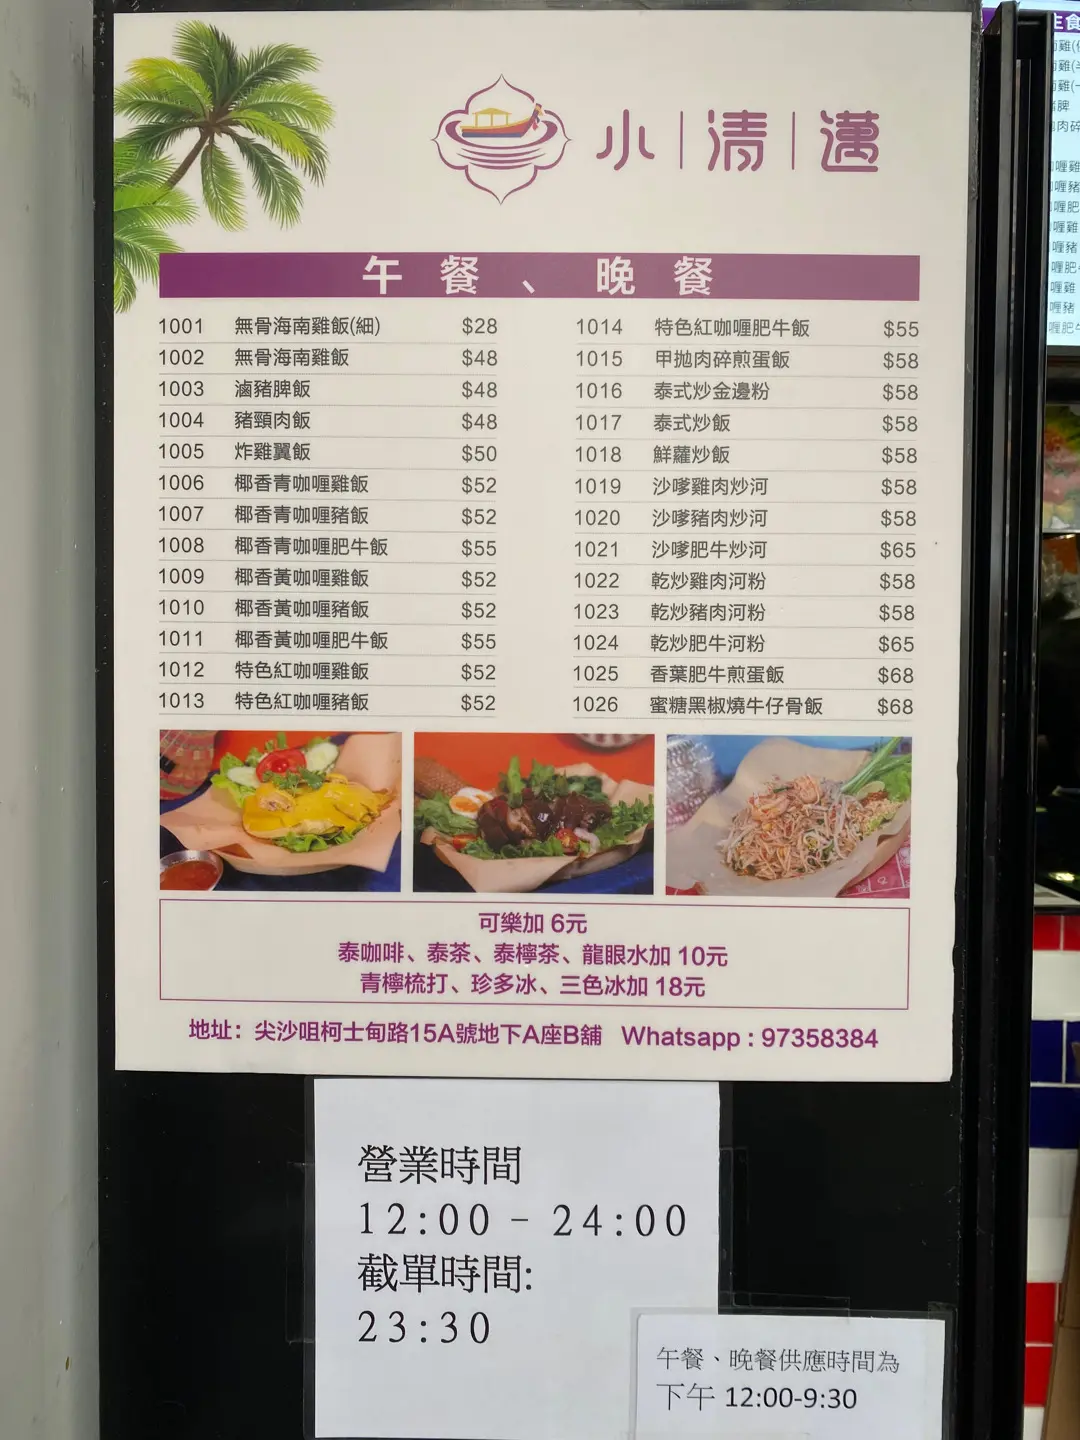 小|清|邁
午餐、晚餐
1001 無骨海南雞飯(細) $28
1002 無骨海南雞飯 $48
1003 滷豬脾飯 $48
1004 豬頸肉飯 $48
1005 炸雞翼飯 $50
1006 椰香青咖喱雞飯 $52
1007 椰香青咖喱豬飯 $52
1008 椰香青咖喱肥牛飯 $55
1009 椰香黃咖喱雞飯 $52
1010 椰香黃咖喱豬飯 $52
1011 椰香黃咖喱肥牛飯 $55
1012 特色紅咖喱雞飯 $52
1013 特色紅咖喱豬飯 $52
1014 特色紅咖喱肥牛飯 $55
1015 甲拋肉碎煎蛋飯 $58
1016 泰式炒金邊粉 $58
1017 泰式炒飯 $58
1018 鮮蘿炒飯 $58
1019 沙嗲雞肉炒河 $58
1020 沙嗲豬肉炒河 $58
1021 沙嗲肥牛炒河 $65
1022 乾炒雞肉河粉 $58
1023 乾炒豬肉河粉 $58
1024 乾炒肥牛河粉 $65
1025 香葉肥牛煎蛋飯 $68
1026 蜜糖黑椒燒牛仔骨飯 $68
可樂加 6元
泰咖啡、泰茶、泰檸茶、龍眼水加 10元
青檸梳打、珍多冰、三色冰加 18元
地址：尖沙咀柯士甸路15A號地下A座B舖 Whatsapp : 97358384
營業時間
12:00 - 24:00
截單時間:
23:30
午餐、晚餐供應時間為
下午 12:00-9:30